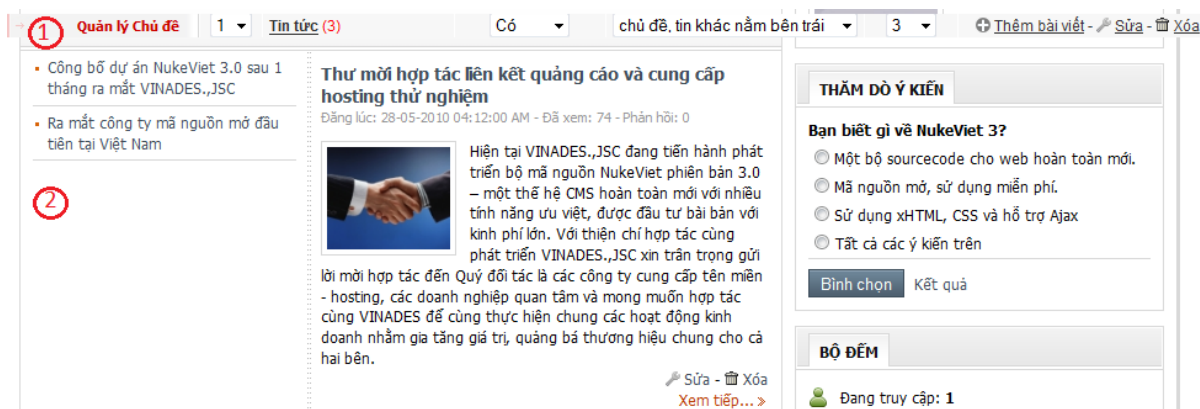 1 Quản lý Chủ đề 1 Tin tức (3) Có chủ đề, tin khác nằm bên trái 3 Thêm bài viết - Sửa - Xóa
Công bố dự án NukeViet 3.0 sau 1
tháng ra mắt VINADES.,JSC
Ra mắt công ty mã nguồn mở đầu
tiên tại Việt Nam
2
Thư mời hợp tác liên kết quảng cáo và cung cấp
hosting thử nghiệm
Đăng lúc: 28-05-2010 04:12:00 AM - Đã xem: 74 - Phản hồi: 0
Hiện tại VINADES.,JSC đang tiến hành phát
triển bộ mã nguồn NukeViet phiên bản 3.0
– một thế hệ CMS hoàn toàn mới với nhiều
tính năng ưu việt, được đầu tư bài bản với
kinh phí lớn. Với thiện chí hợp tác cùng
phát triển VINADES.,JSC xin trân trọng gửi
lời mời hợp tác đến Quý đối tác là các công ty cung cấp tên miền
- hosting, các doanh nghiệp quan tâm và mong muốn hợp tác
cùng VINADES để cùng thực hiện chung các hoạt động kinh
doanh nhằm gia tăng giá trị, quảng bá thương hiệu chung cho cả
hai bên.
Sửa - Xóa
Xem tiếp... »
THĂM DÒ Ý KIẾN
Bạn biết gì về NukeViet 3?
Một bộ sourcecode cho web hoàn toàn mới.
Mã nguồn mở, sử dụng miễn phí.
Sử dụng xHTML, CSS và hỗ trợ Ajax
Tất cả các ý kiến trên
Bình chọn Kết quả
BỘ ĐẾM
Đang truy cập: 1